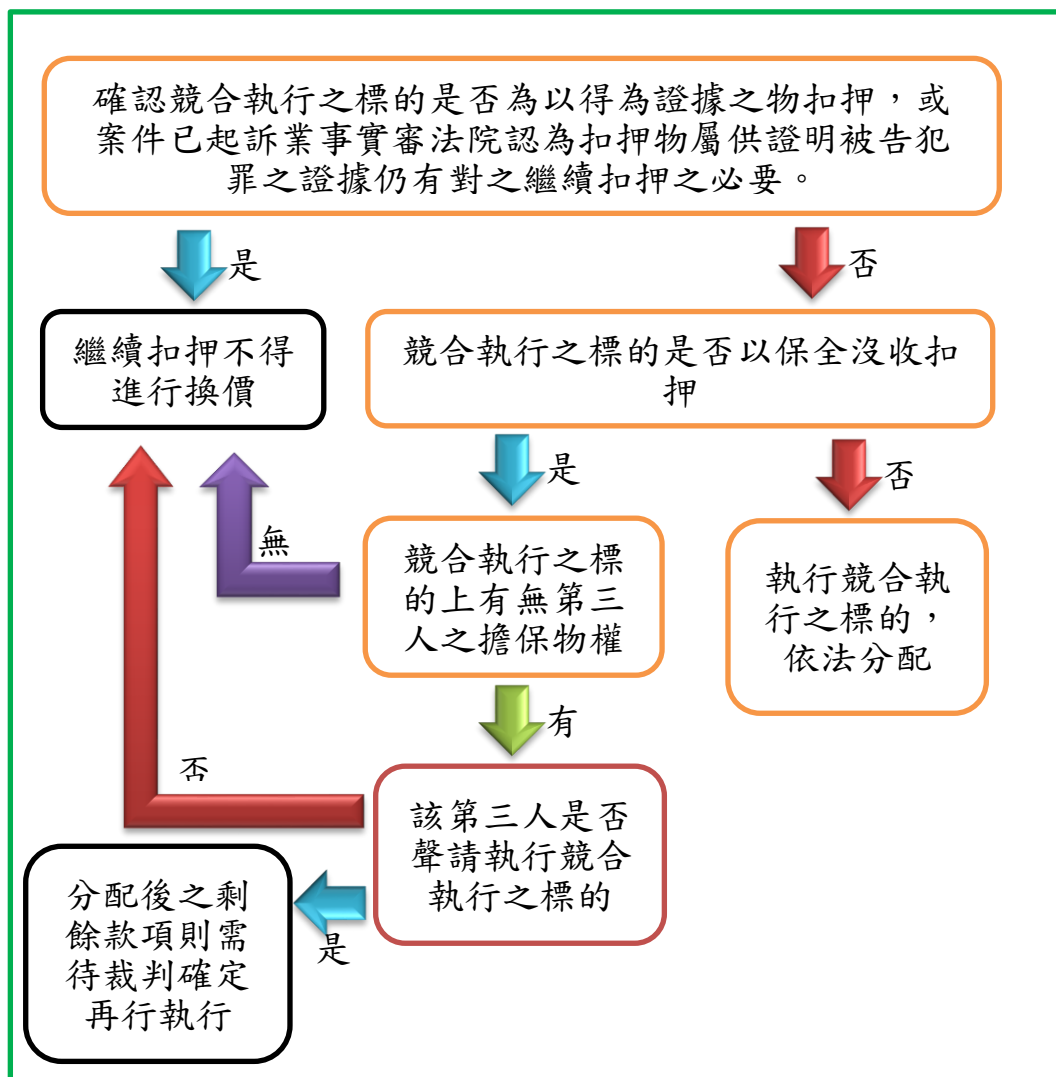 確認競合執行之標的是否為以得為證據之物扣押，或
案件已起訴業事實審法院認為扣押物屬供證明被告犯
罪之證據仍有對之繼續扣押之必要。
是
否
繼續扣押不得
進行換價
競合執行之標的是否以保全沒收扣
押
是
否
無
競合執行之標
的上有無第三
人之擔保物權
執行競合執
行之標的，
依法分配
有
否
該第三人是否
聲請執行競合
執行之標的
是
分配後之剩
餘款項則需
待裁判確定
再行執行